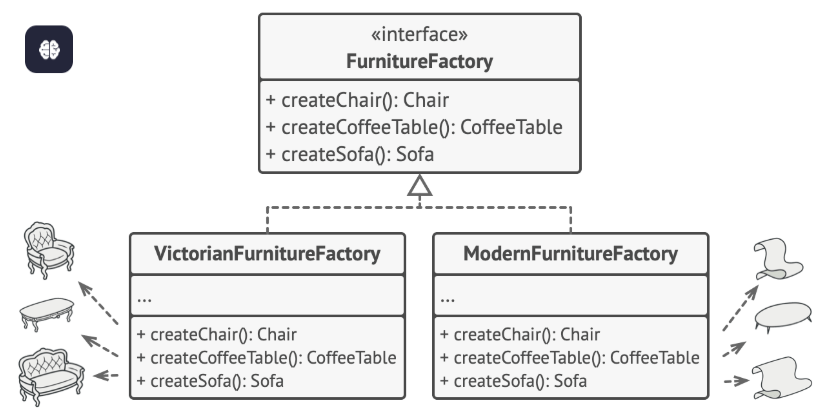 «interface»
FurnitureFactory
+ createChair(): Chair
+ createCoffeeTable(): CoffeeTable
+ createSofa(): Sofa
VictorianFurnitureFactory
...
+ createChair(): Chair
+ createCoffeeTable(): CoffeeTable
+ createSofa(): Sofa
ModernFurnitureFactory
...
+ createChair(): Chair
+ createCoffeeTable(): CoffeeTable
+ createSofa(): Sofa